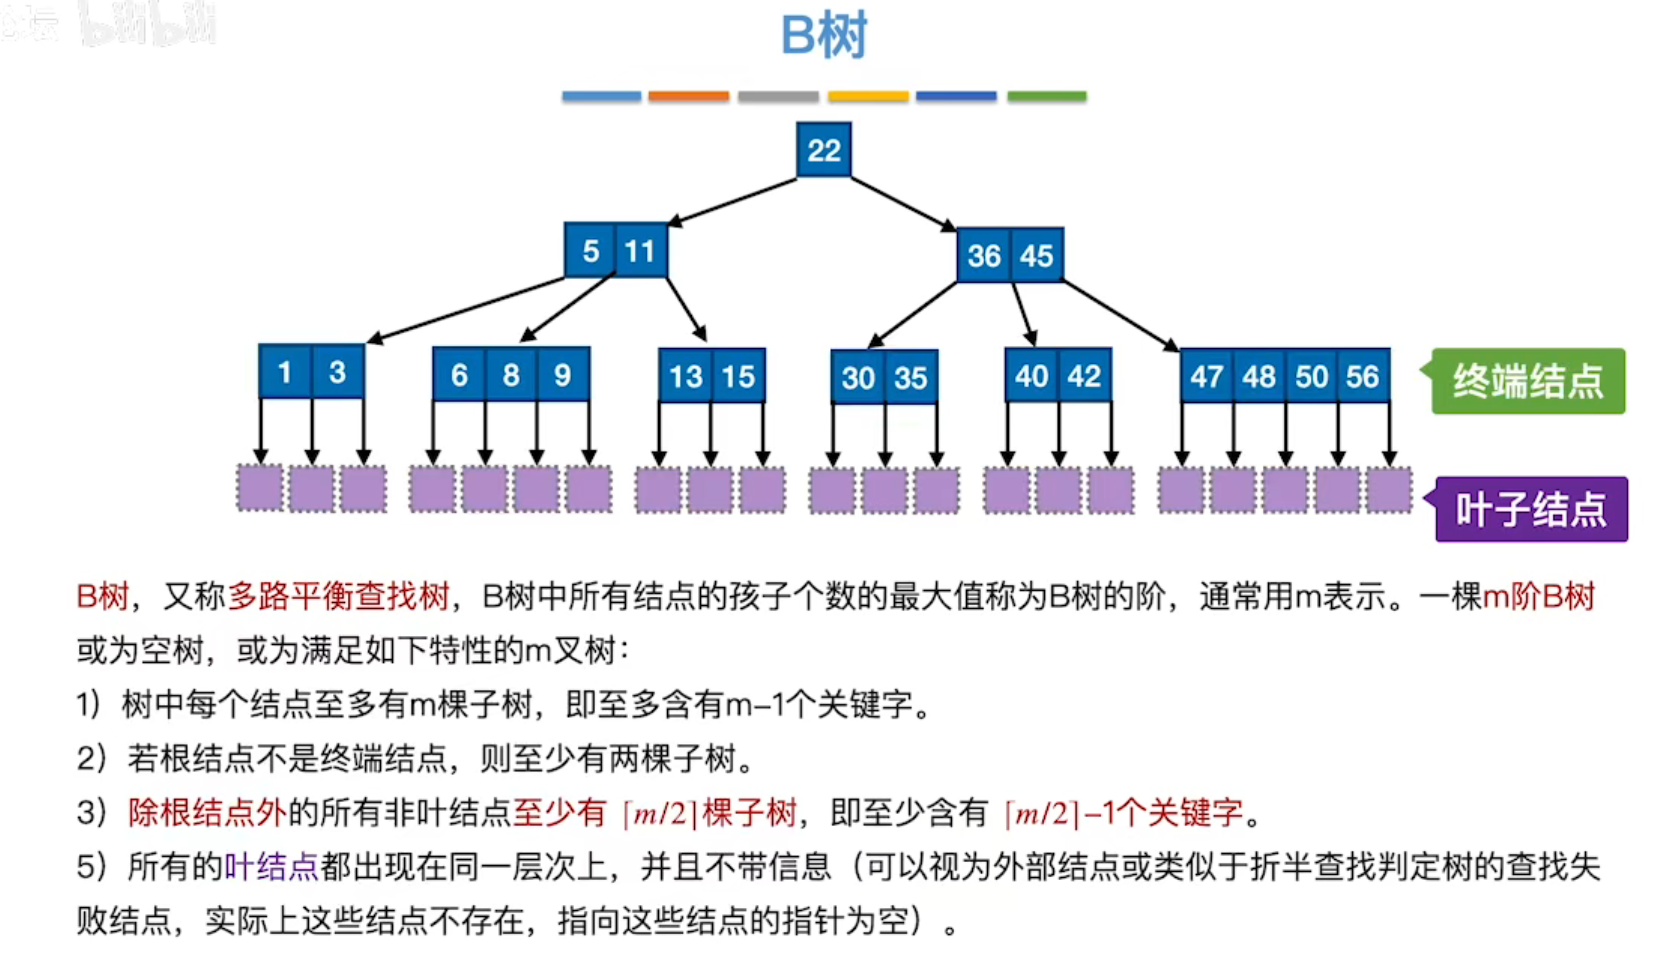 bilibili
B树
22
5 11
36 45
1 3
6 8 9
13 15
30 35
40 42
47 48 50 56
终端结点
叶子结点
B树，又称多路平衡查找树，B树中所有结点的孩子个数的最大值称为B树的阶，通常用m表示。一棵m阶B树
或为空树，或为满足如下特性的m叉树：
1）树中每个结点至多有m棵子树，即至多含有m-1个关键字。
2）若根结点不是终端结点，则至少有两棵子树。
3）除根结点外的所有非叶结点至少有 ⌈m/2⌉棵子树，即至少含有 ⌈m/2⌉-1个关键字。
5）所有的叶结点都出现在同一层次上，并且不带信息（可以视为外部结点或类似于折半查找判定树的查找失
败结点，实际上这些结点不存在，指向这些结点的指针为空）。